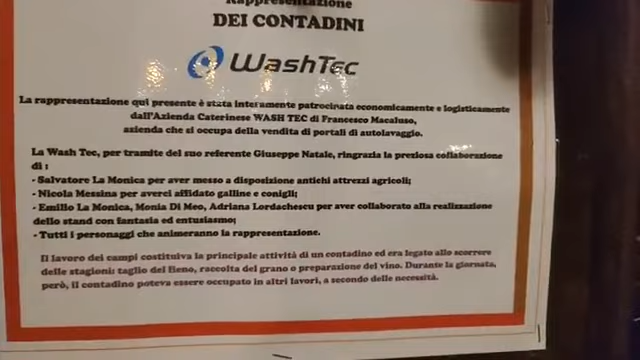 Rappresentazione
DEI CONTADINI
WashTec
La rappresentazione qui presente è stata interamente patrocinata economicamente e logisticamente
dall'Azienda Caterinese WASH TEC di Francesco Macaluso,
azienda che si occupa della vendita di portali di autolavaggio.
La Wash Tec, per tramite del suo referente Giuseppe Natale, ringrazia la preziosa collaborazione
di :
- Salvatore La Monica per aver messo a disposizione antichi attrezzi agricoli;
- Nicola Messina per averci affidato galline e conigli;
- Emilio La Monica, Monia Di Meo, Adriana Lordachescu per aver collaborato alla realizzazione
dello stand con fantasia ed entusiasmo;
- Tutti i personaggi che animeranno la rappresentazione.
Il lavoro dei campi costituiva la principale attività di un contadino ed era legato allo scorrere
delle stagioni: taglio del fieno, raccolta del grano e preparazione del vino. Durante la giornata,
però, il contadino poteva essere occupato in altri lavori, a secondo delle necessità.